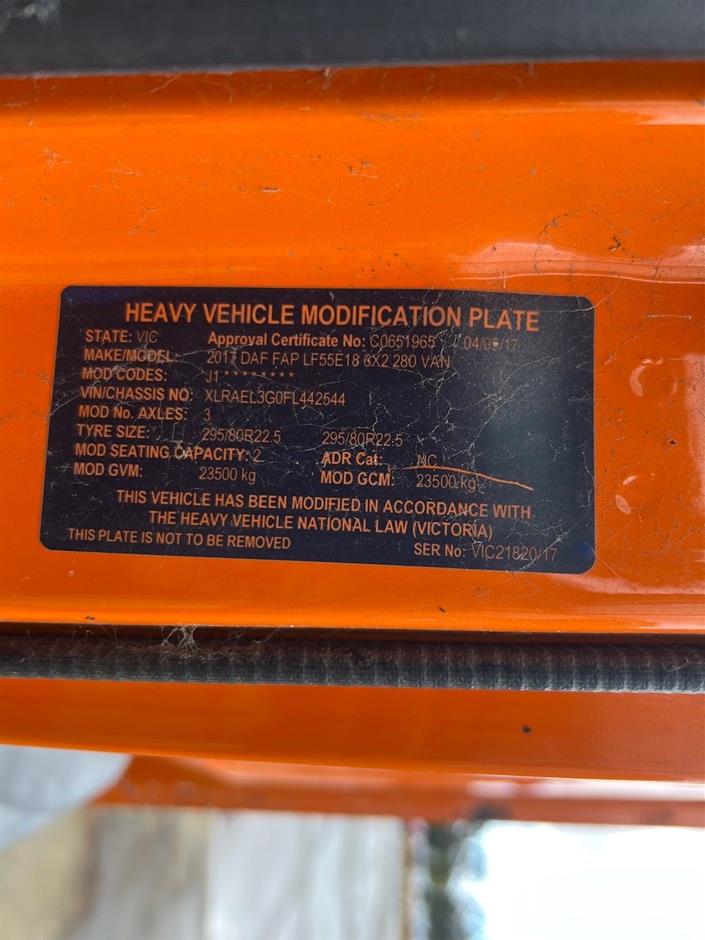 HEAVY VEHICLE MODIFICATION PLATE
STATE: VIC Approval Certificate No: C0651965 / 04/09/17
MAKE/MODEL: 2017 DAF FAP LF55E18 6X2 280 VAN
MOD CODES: J1********
VIN/CHASSIS NO: XLRAEL3G0FL442544
MOD No. AXLES: 3
TYRE SIZE: 295/80R22.5 295/80R22.5
MOD SEATING CAPACITY: 2 ADR Cat: NC
MOD GVM: 23500 kg MOD GCM: 23500 kg
THIS VEHICLE HAS BEEN MODIFIED IN ACCORDANCE WITH
THE HEAVY VEHICLE NATIONAL LAW (VICTORIA)
THIS PLATE IS NOT TO BE REMOVED SER No: VIC21820/17